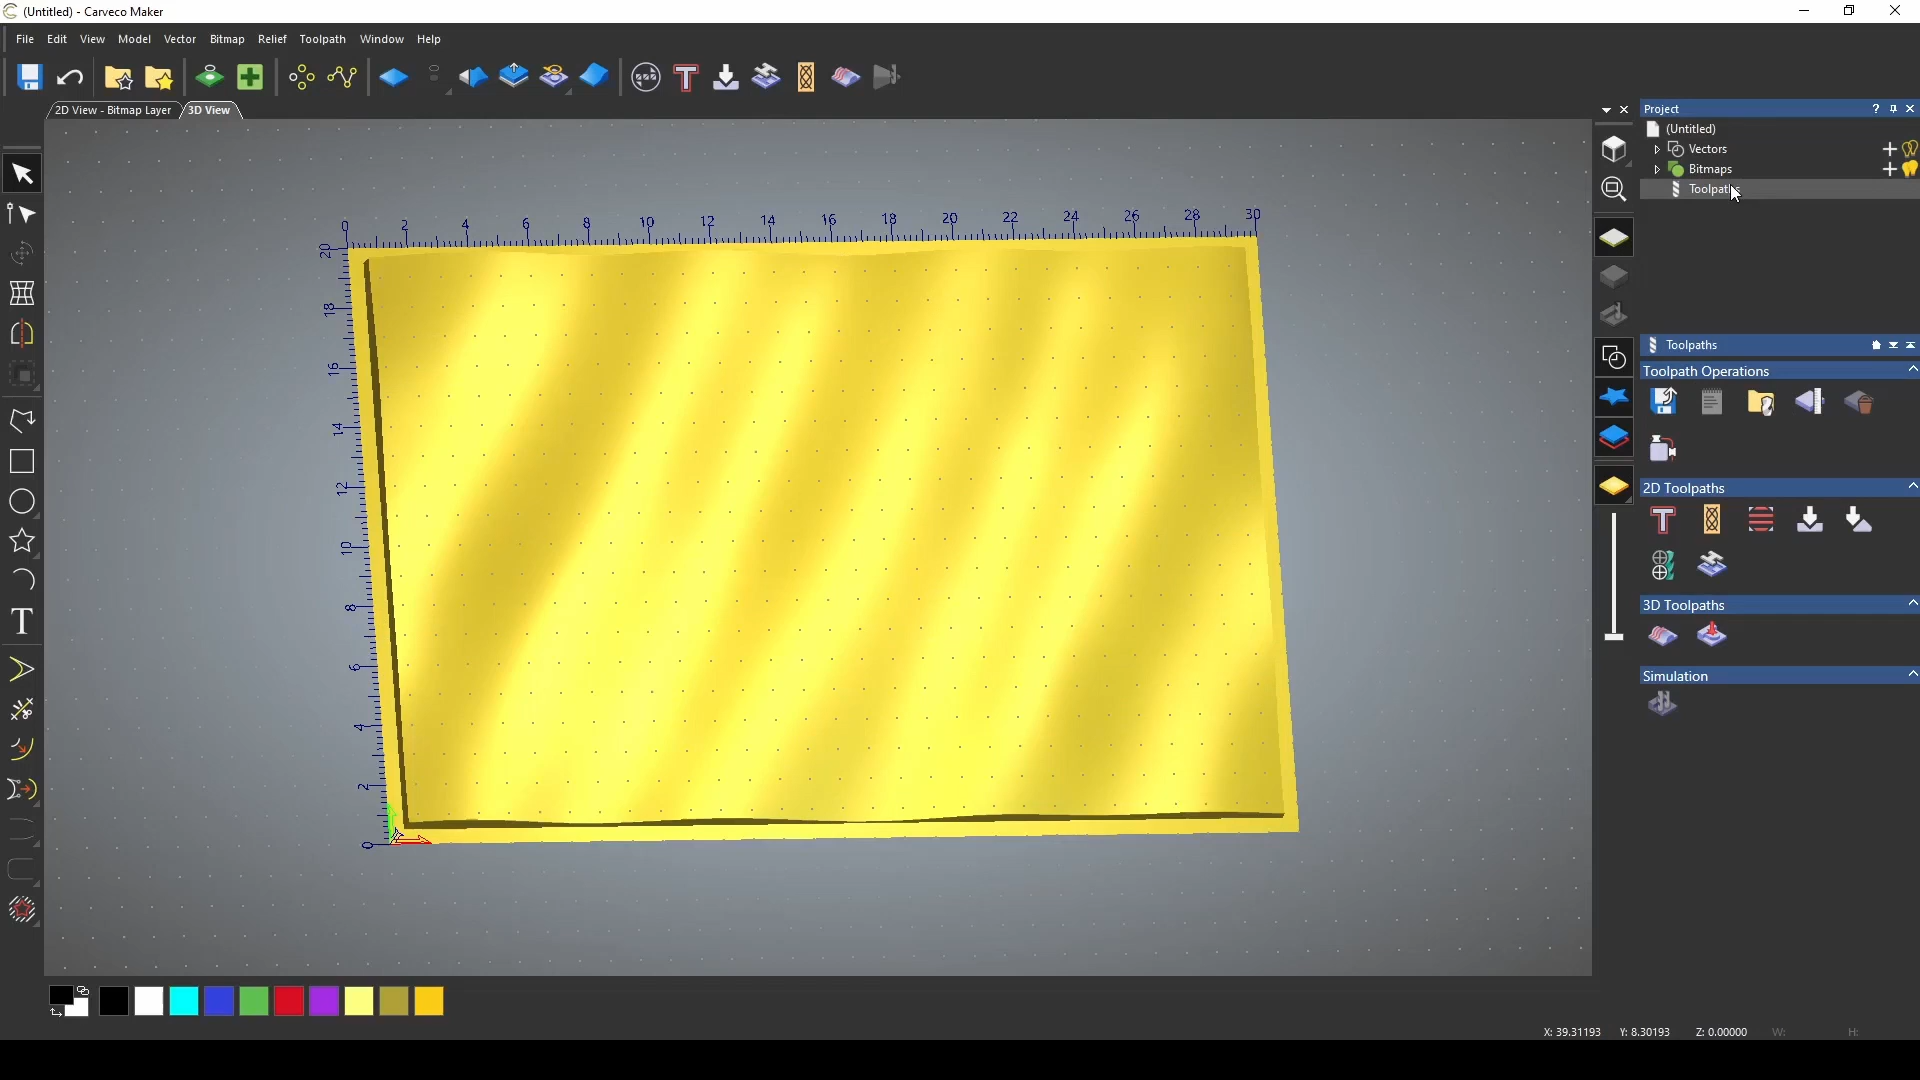 (Untitled) - Carveco Maker
File Edit View Model Vector Bitmap Relief Toolpath Window Help
2D View - Bitmap Layer 3D View
Project
(Untitled)
Vectors
Bitmaps
Toolpaths
0 2 4 6 8 10 12 14 16 18 20 22 24 26 28 30
20
18
16
14
12
10
8
6
4
2
0
Toolpaths
Toolpath Operations
2D Toolpaths
3D Toolpaths
Simulation
X: 39.31193 Y: 8.30193 Z: 0.00000 W: H: